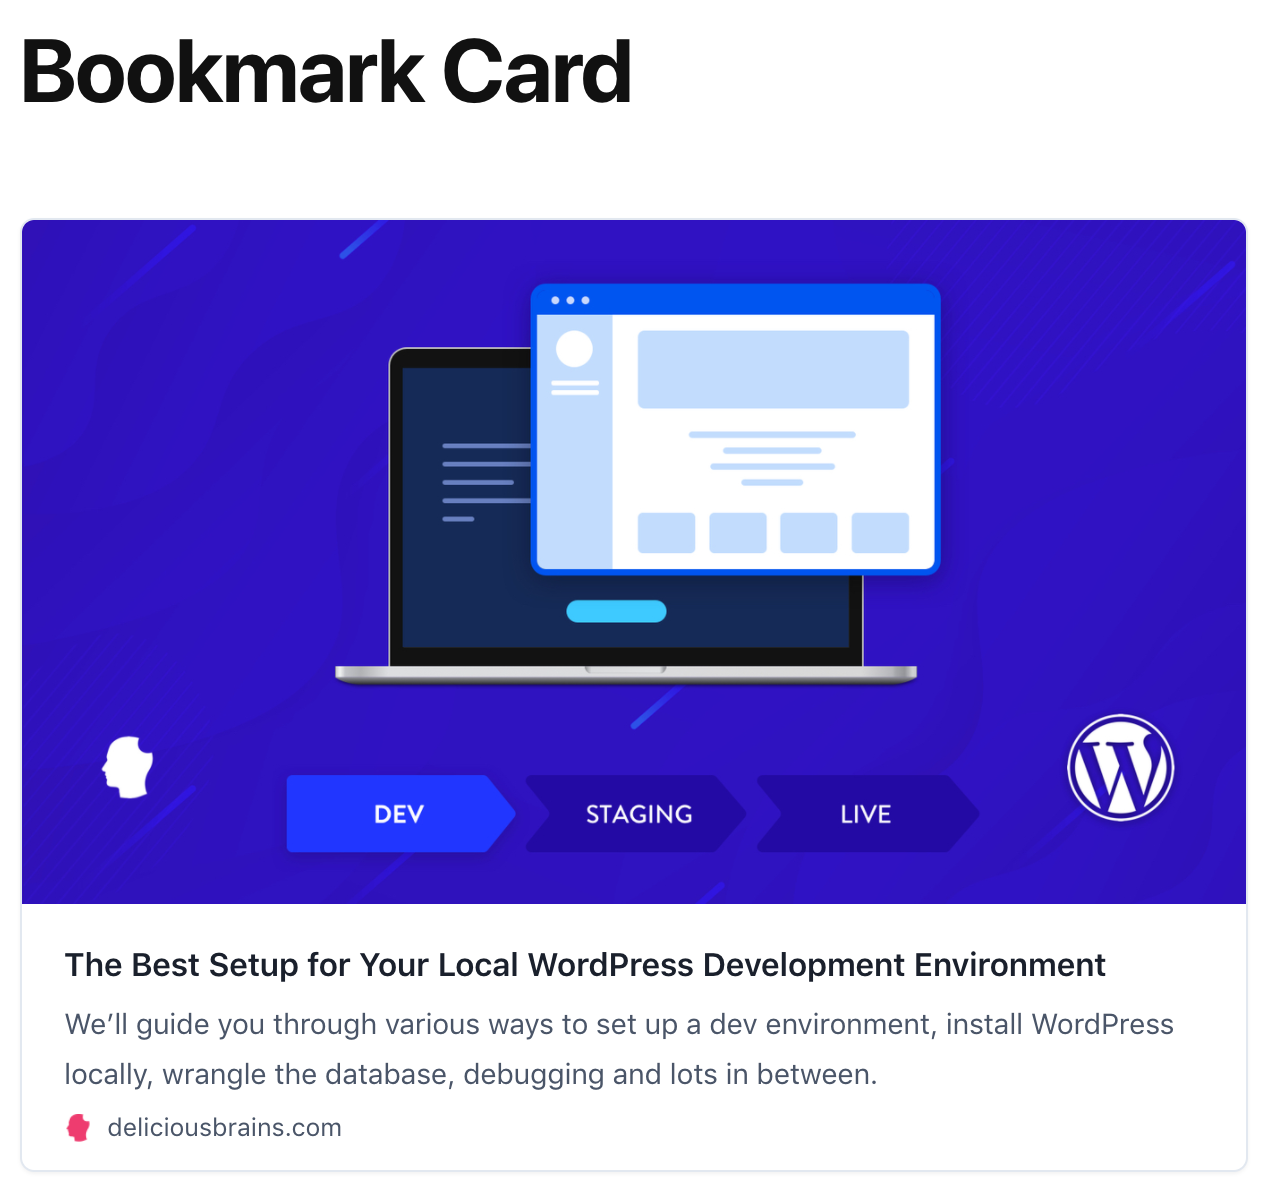 Bookmark Card
DEV
STAGING
LIVE
The Best Setup for Your Local WordPress Development Environment
We’ll guide you through various ways to set up a dev environment, install WordPress
locally, wrangle the database, debugging and lots in between.
deliciousbrains.com